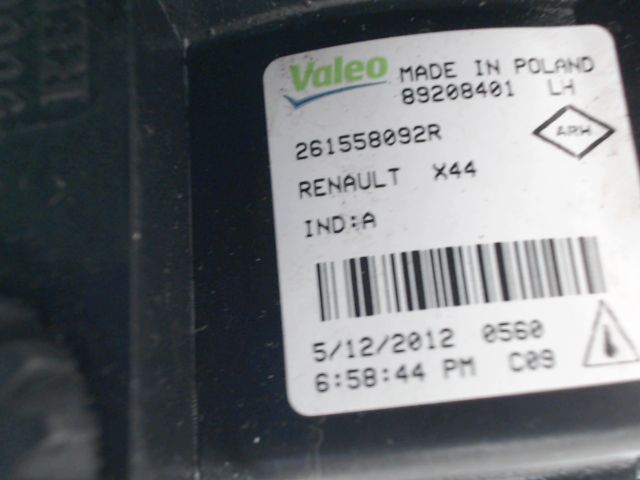 Valeo MADE IN POLAND
89208401 LH
261558092R
ARW
RENAULT X44
IND:A
5/12/2012 0560
6:58:44 PM C09